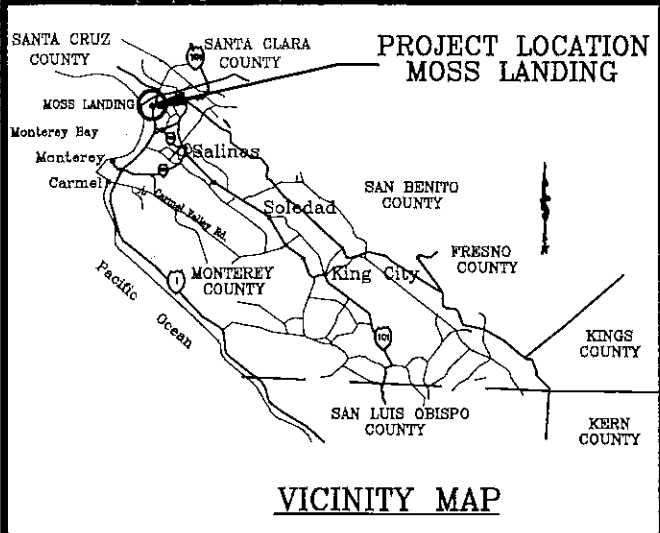 SANTA CRUZ
COUNTY
SANTA CLARA
COUNTY
PROJECT LOCATION
MOSS LANDING
MOSS LANDING
Monterey Bay
Salinas
Monterey
Carmel
Carmel Valley Rd.
SAN BENITO
COUNTY
Soledad
FRESNO
COUNTY
King City
MONTEREY
COUNTY
1
Pacific Ocean
101
KINGS
COUNTY
SAN LUIS OBISPO
COUNTY
KERN
COUNTY
VICINITY MAP